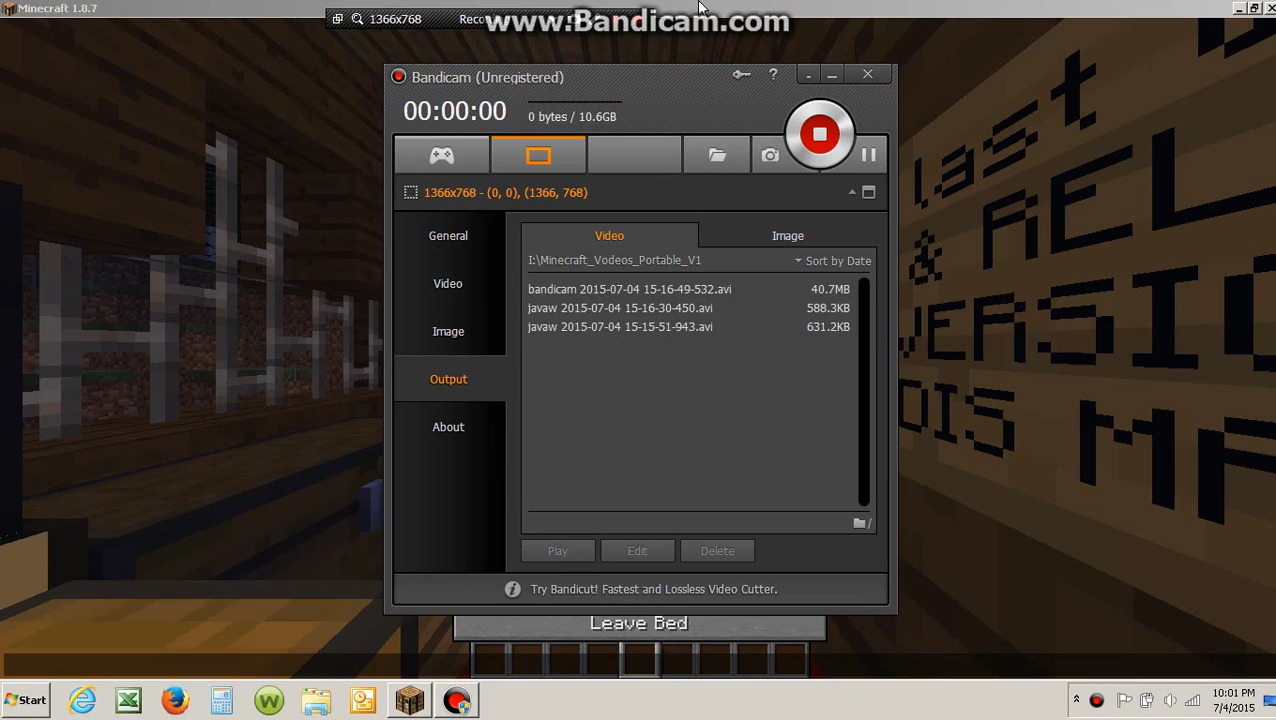 Minecraft 1.8.7
1366x768
www.Bandicam.com
Bandicam (Unregistered)
?
00:00:00
0 bytes / 10.6GB
1366x768 - (0, 0), (1366, 768)
General
Video
Image
Output
About
Video
Image
I:\Minecraft_Vodeos_Portable_V1
Sort by Date
bandicam 2015-07-04 15-16-49-532.avi 40.7MB
javaw 2015-07-04 15-16-30-450.avi 588.3KB
javaw 2015-07-04 15-15-51-943.avi 631.2KB
/
Play
Edit
Delete
Try Bandicut! Fastest and Lossless Video Cutter.
Leave Bed
last
&
Start
10:01 PM
7/4/2015